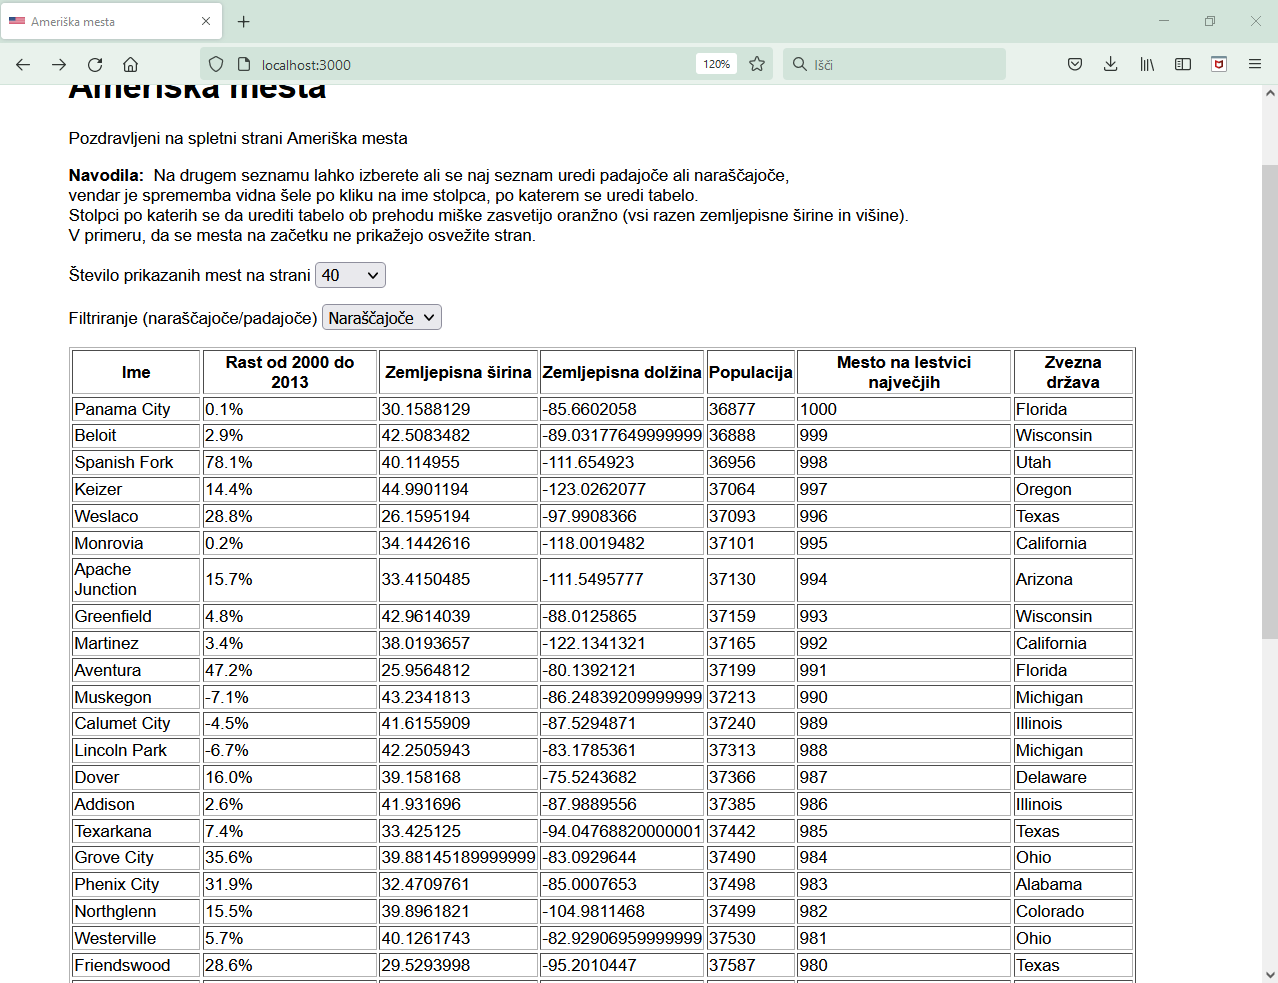 Ameriška mesta
localhost:3000
120%
Išči
Ameriška mesta
Pozdravljeni na spletni strani Ameriška mesta
Navodila: Na drugem seznamu lahko izberete ali se naj seznam uredi padajoče ali naraščajoče,
vendar je sprememba vidna šele po kliku na ime stolpca, po katerem se uredi tabelo.
Stolpci po katerih se da urediti tabelo ob prehodu miške zasvetijo oranžno (vsi razen zemljepisne širine in višine).
V primeru, da se mesta na začetku ne prikažejo osvežite stran.
Število prikazanih mest na strani 40
Filtriranje (naraščajoče/padajoče) Naraščajoče
Ime Rast od 2000 do 2013 Zemljepisna širina Zemljepisna dolžina Populacija Mesto na lestvici največjih Zvezna država
Panama City 0.1% 30.1588129 -85.6602058 36877 1000 Florida
Beloit 2.9% 42.5083482 -89.03177649999999 36888 999 Wisconsin
Spanish Fork 78.1% 40.114955 -111.654923 36956 998 Utah
Keizer 14.4% 44.9901194 -123.0262077 37064 997 Oregon
Weslaco 28.8% 26.1595194 -97.9908366 37093 996 Texas
Monrovia 0.2% 34.1442616 -118.0019482 37101 995 California
Apache Junction 15.7% 33.4150485 -111.5495777 37130 994 Arizona
Greenfield 4.8% 42.9614039 -88.0125865 37159 993 Wisconsin
Martinez 3.4% 38.0193657 -122.1341321 37165 992 California
Aventura 47.2% 25.9564812 -80.1392121 37199 991 Florida
Muskegon -7.1% 43.2341813 -86.24839209999999 37213 990 Michigan
Calumet City -4.5% 41.6155909 -87.5294871 37240 989 Illinois
Lincoln Park -6.7% 42.2505943 -83.1785361 37313 988 Michigan
Dover 16.0% 39.158168 -75.5243682 37366 987 Delaware
Addison 2.6% 41.931696 -87.9889556 37385 986 Illinois
Texarkana 7.4% 33.425125 -94.04768820000001 37442 985 Texas
Grove City 35.6% 39.88145189999999 -83.0929644 37490 984 Ohio
Phenix City 31.9% 32.4709761 -85.0007653 37498 983 Alabama
Northglenn 15.5% 39.8961821 -104.9811468 37499 982 Colorado
Westerville 5.7% 40.1261743 -82.92906959999999 37530 981 Ohio
Friendswood 28.6% 29.5293998 -95.2010447 37587 980 Texas